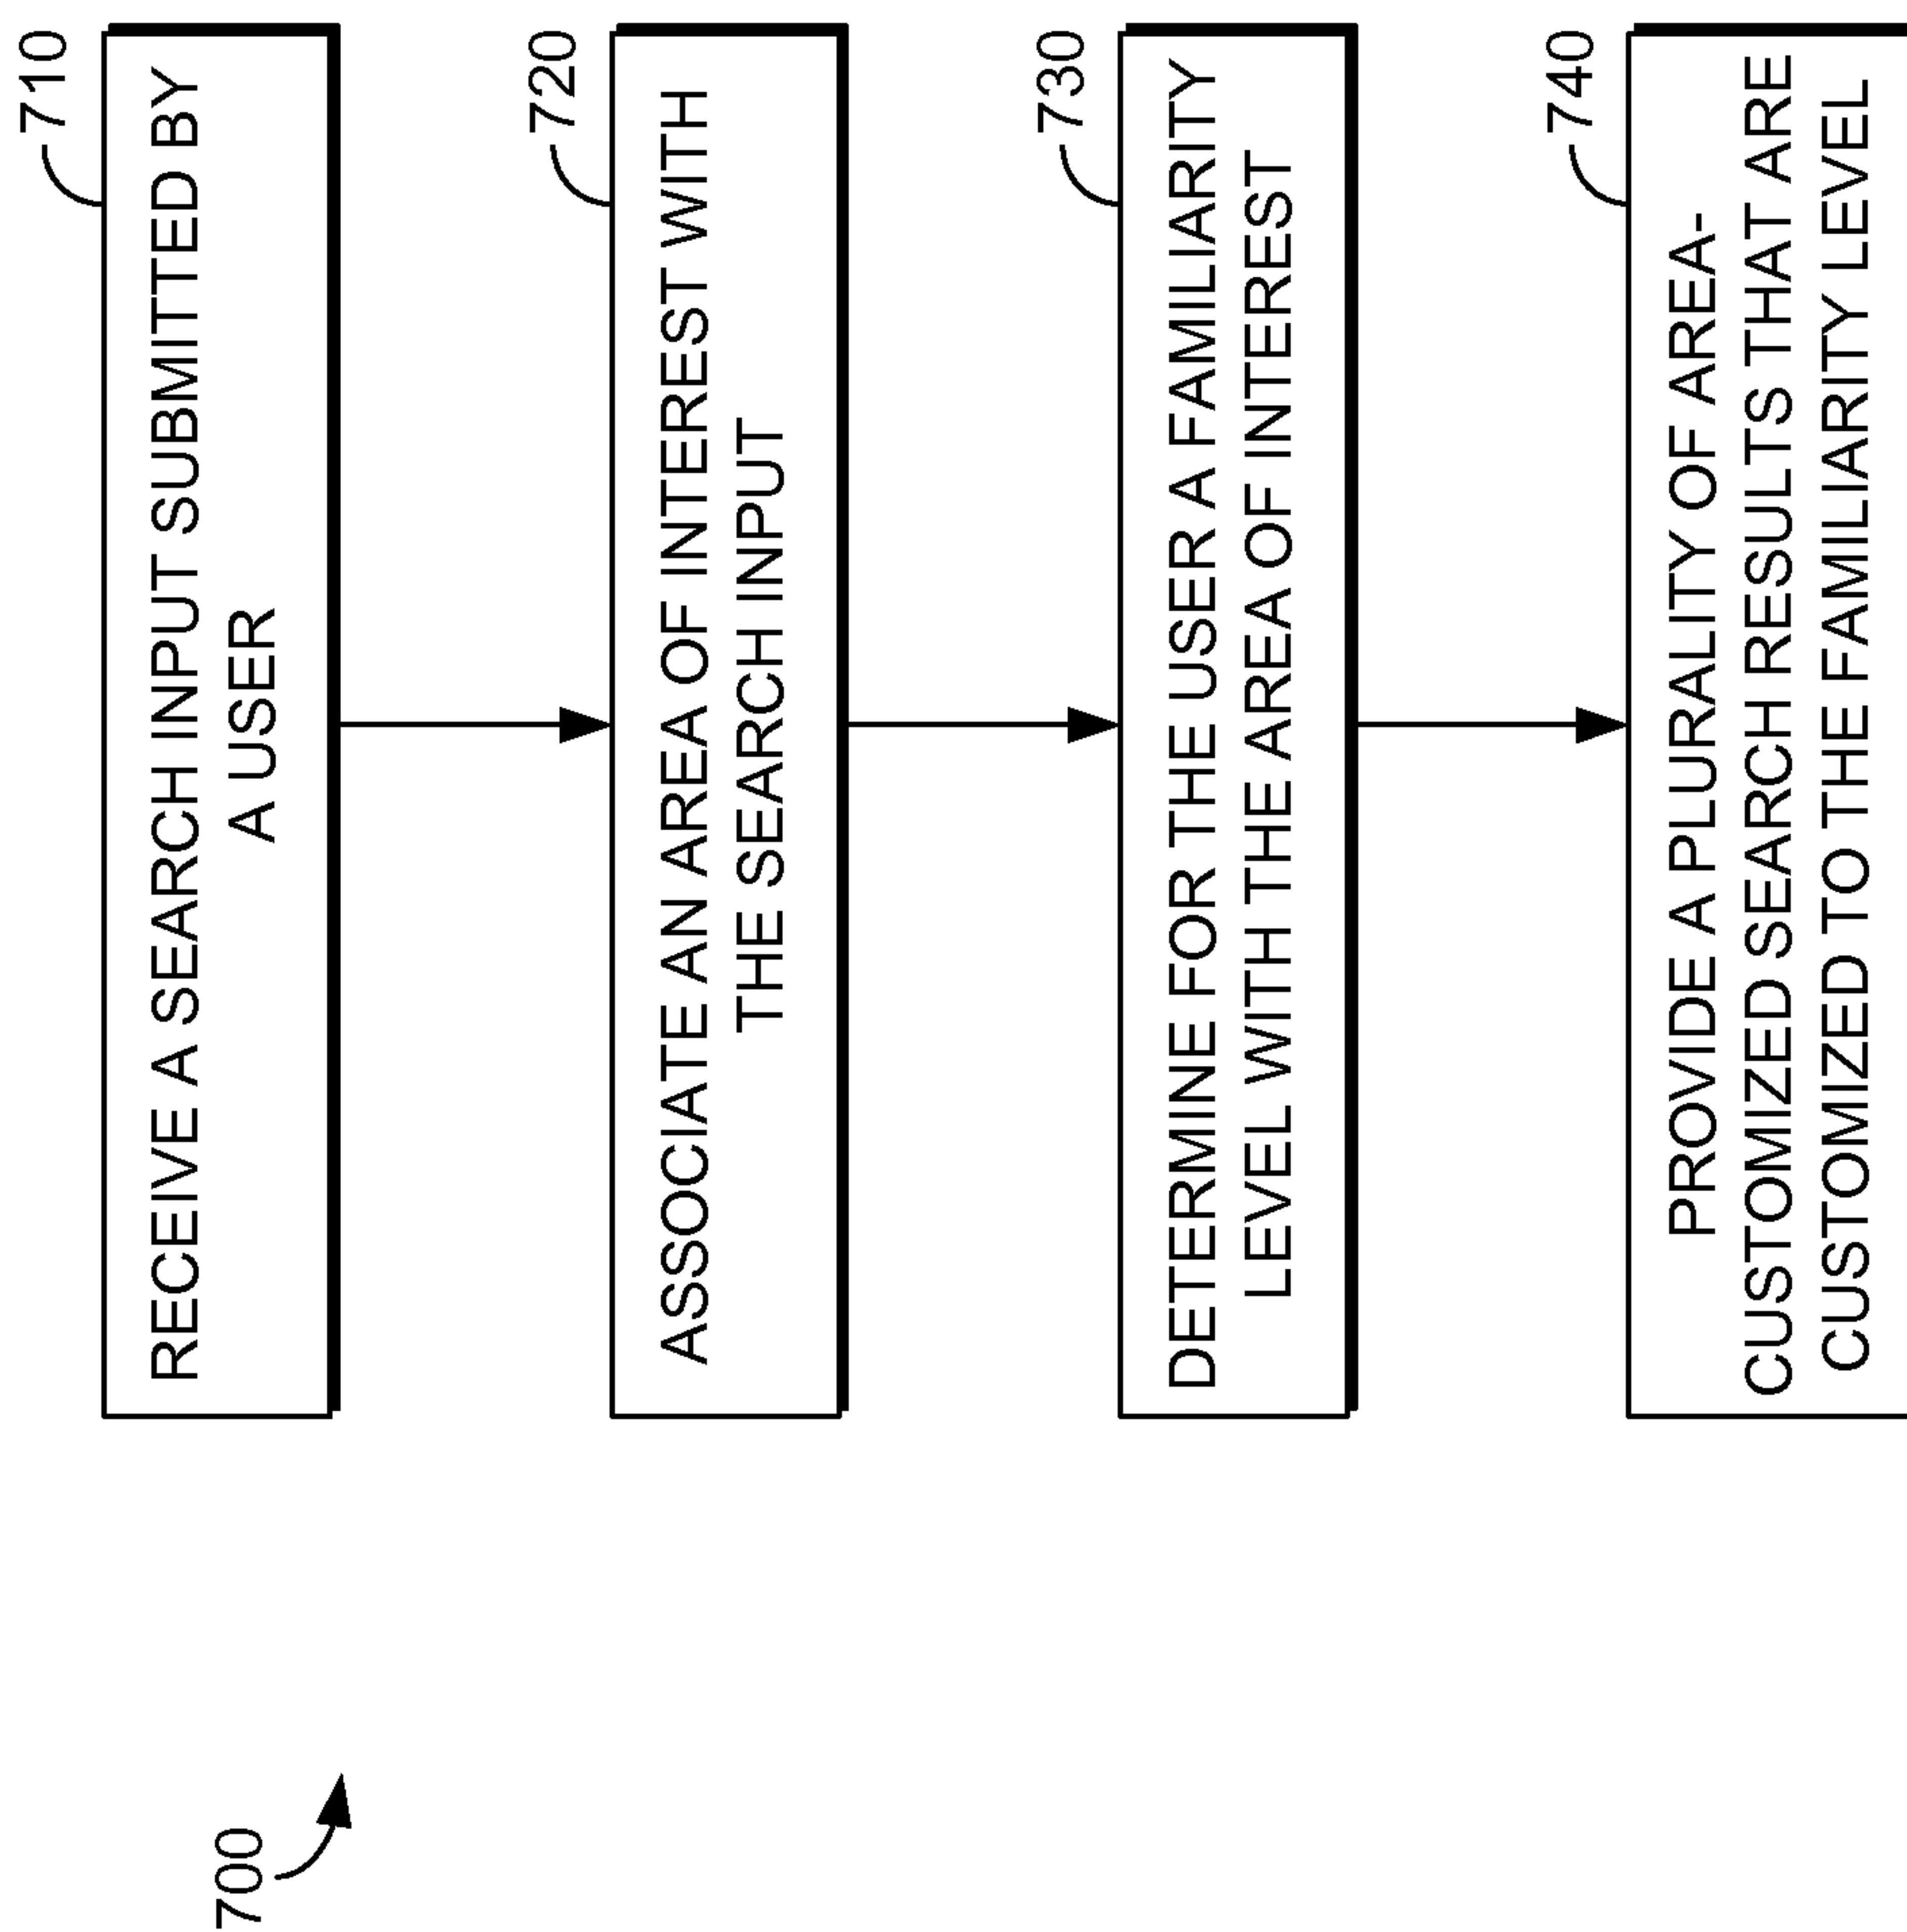 700
710
RECEIVE A SEARCH INPUT SUBMITTED BY
A USER
720
ASSOCIATE AN AREA OF INTEREST WITH
THE SEARCH INPUT
730
DETERMINE FOR THE USER A FAMILIARITY
LEVEL WITH THE AREA OF INTEREST
740
PROVIDE A PLURALITY OF AREA-
CUSTOMIZED SEARCH RESULTS THAT ARE
CUSTOMIZED TO THE FAMILIARITY LEVEL